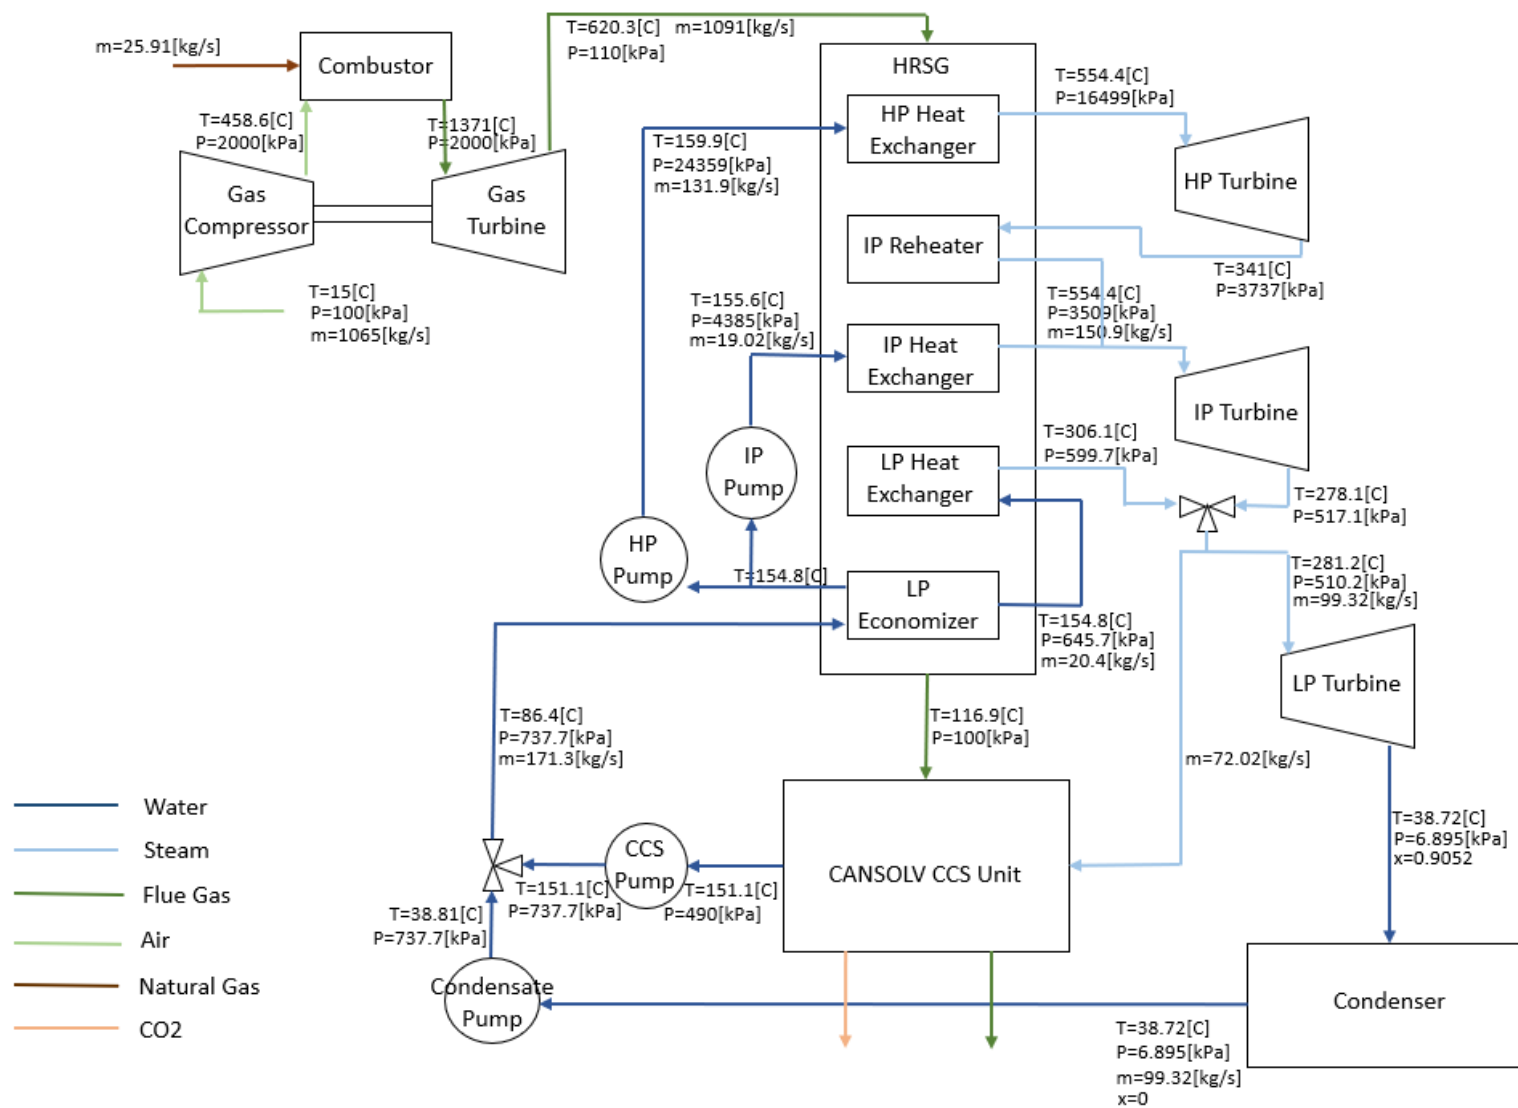 T=620.3[C] m=1091[kg/s]
P=110[kPa]
m=25.91[kg/s]
Combustor
HRSG
T=554.4[C]
P=16499[kPa]
T=458.6[C]
P=2000[kPa]
T=1371[C]
P=2000[kPa]
HP Heat
Exchanger
T=159.9[C]
P=24359[kPa]
m=131.9[kg/s]
Gas
Compressor
Gas
Turbine
HP Turbine
IP Reheater
T=341[C]
P=3737[kPa]
T=15[C]
P=100[kPa]
m=1065[kg/s]
T=155.6[C]
P=4385[kPa]
m=19.02[kg/s]
T=554.4[C]
P=3509[kPa]
m=150.9[kg/s]
IP Heat
Exchanger
IP Turbine
T=306.1[C]
P=599.7[kPa]
IP
Pump
LP Heat
Exchanger
T=278.1[C]
P=517.1[kPa]
HP
Pump
T=154.8[C]
LP
Economizer
T=281.2[C]
P=510.2[kPa]
m=99.32[kg/s]
T=154.8[C]
P=645.7[kPa]
m=20.4[kg/s]
LP Turbine
T=86.4[C]
P=737.7[kPa]
m=171.3[kg/s]
T=116.9[C]
P=100[kPa]
m=72.02[kg/s]
Water
Steam
Flue Gas
Air
Natural Gas
CO2
CCS
Pump
CANSOLV CCS Unit
T=38.72[C]
P=6.895[kPa]
x=0.9052
T=151.1[C]
P=737.7[kPa]
T=151.1[C]
P=490[kPa]
T=38.81[C]
P=737.7[kPa]
Condensate
Pump
Condenser
T=38.72[C]
P=6.895[kPa]
m=99.32[kg/s]
x=0